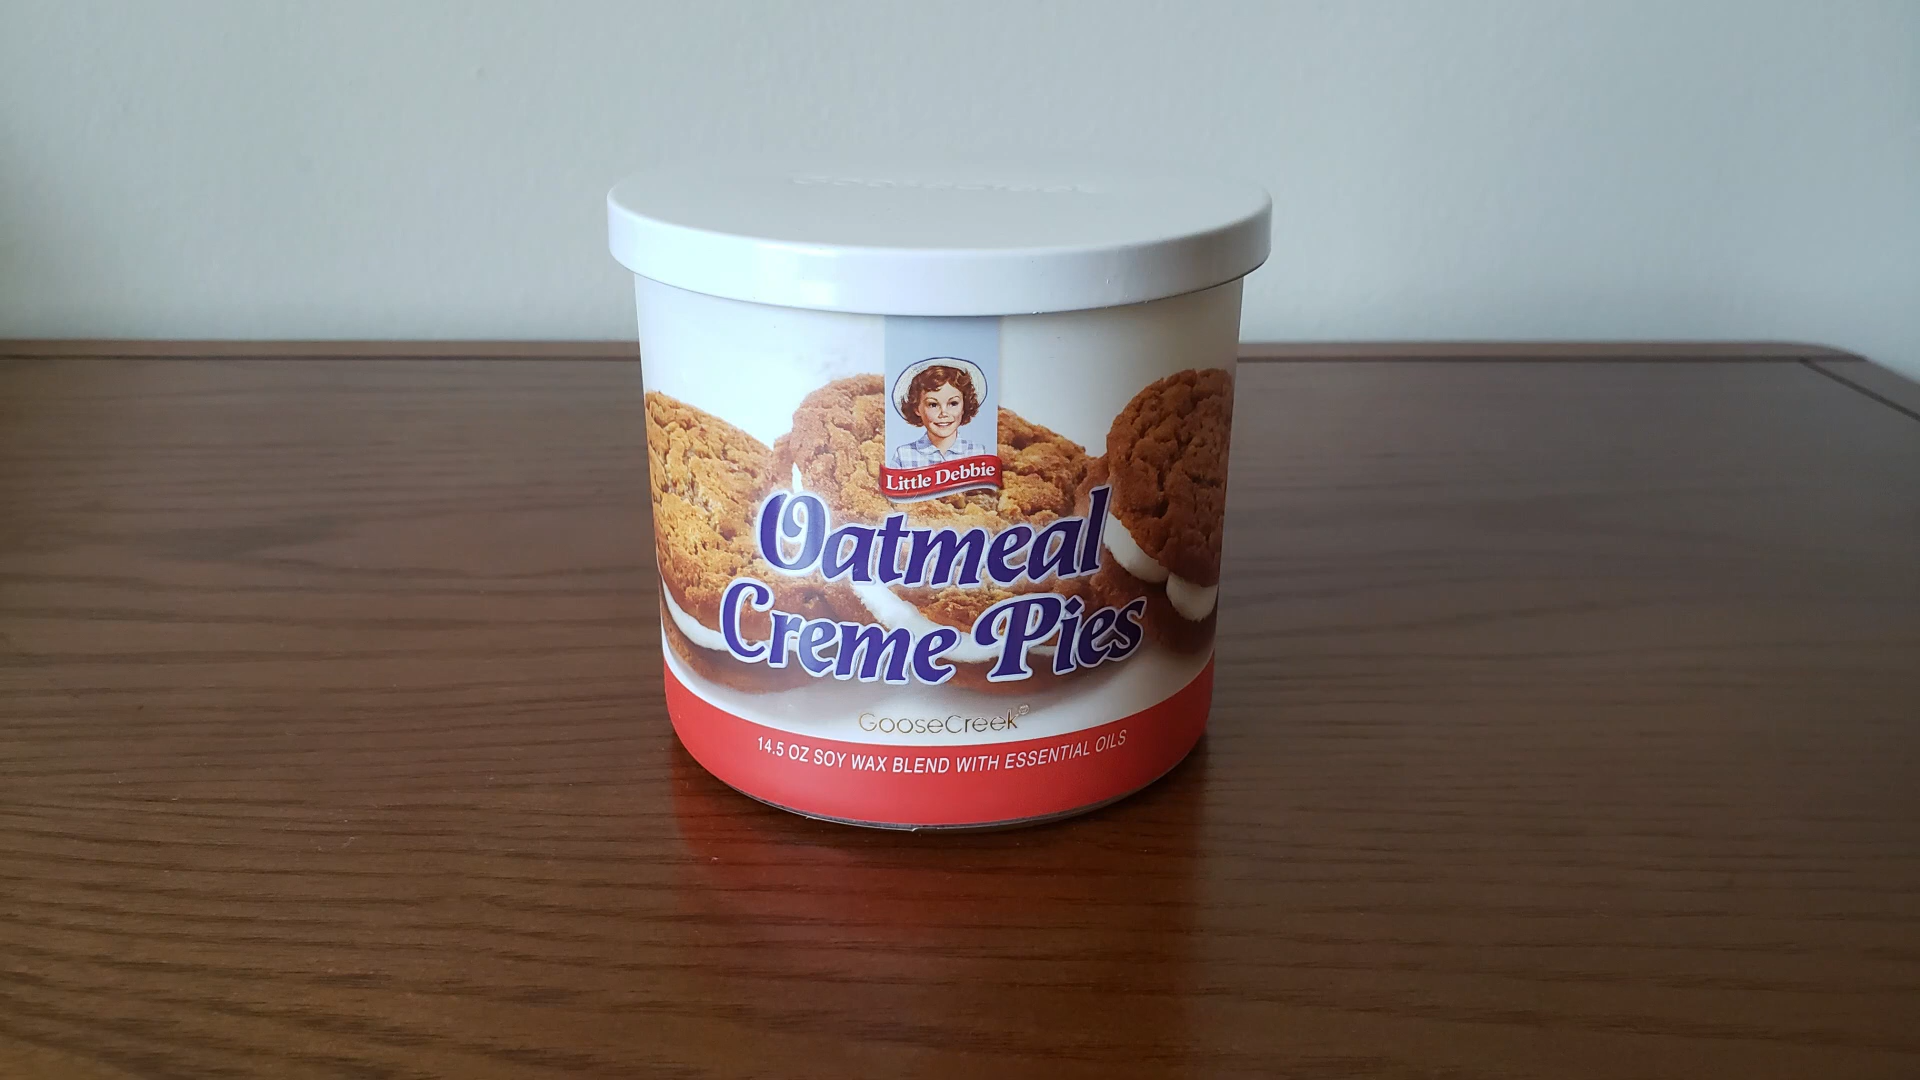 Little Debbie
Oatmeal
Creme Pies
GooseCreek
14.5 OZ SOY WAX BLEND WITH ESSENTIAL OILS